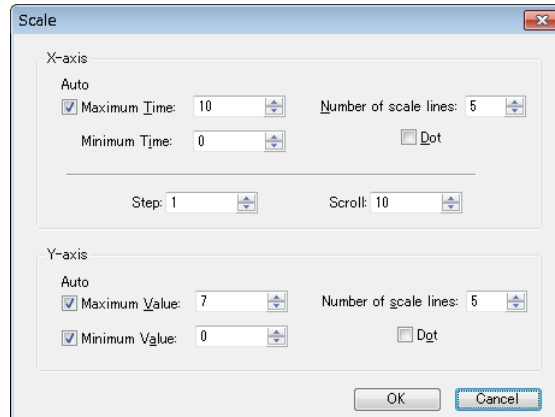 Scale
X-axis
Auto
Maximum Time: 10 Number of scale lines: 5
Minimum Time: 0 Dot
Step: 1 Scroll: 10
Y-axis
Auto
Maximum Value: 7 Number of scale lines: 5
Minimum Value: 0 Dot
OK Cancel